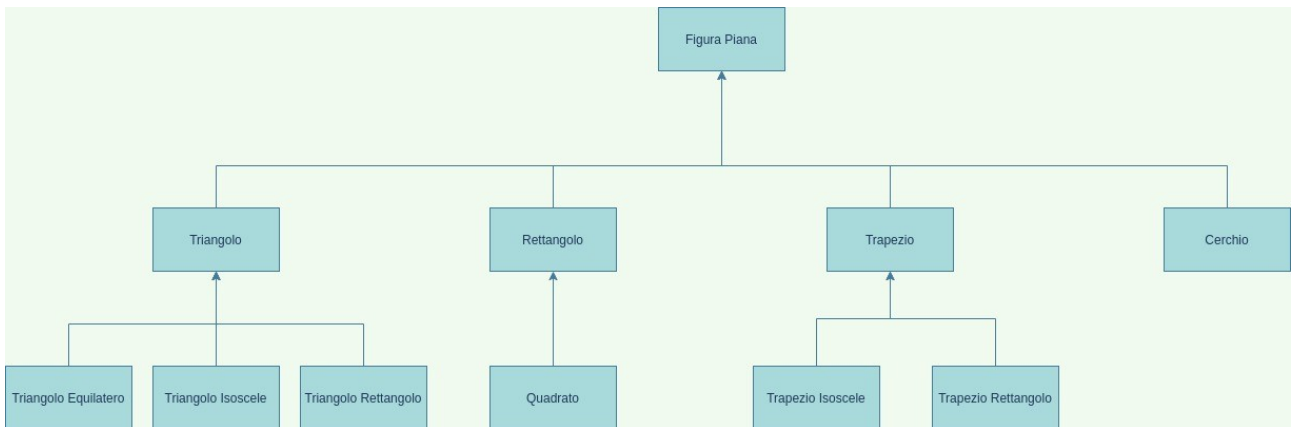 Figura Piana
Triangolo
Rettangolo
Trapezio
Cerchio
Triangolo Equilatero
Triangolo Isoscele
Triangolo Rettangolo
Quadrato
Trapezio Isoscele
Trapezio Rettangolo